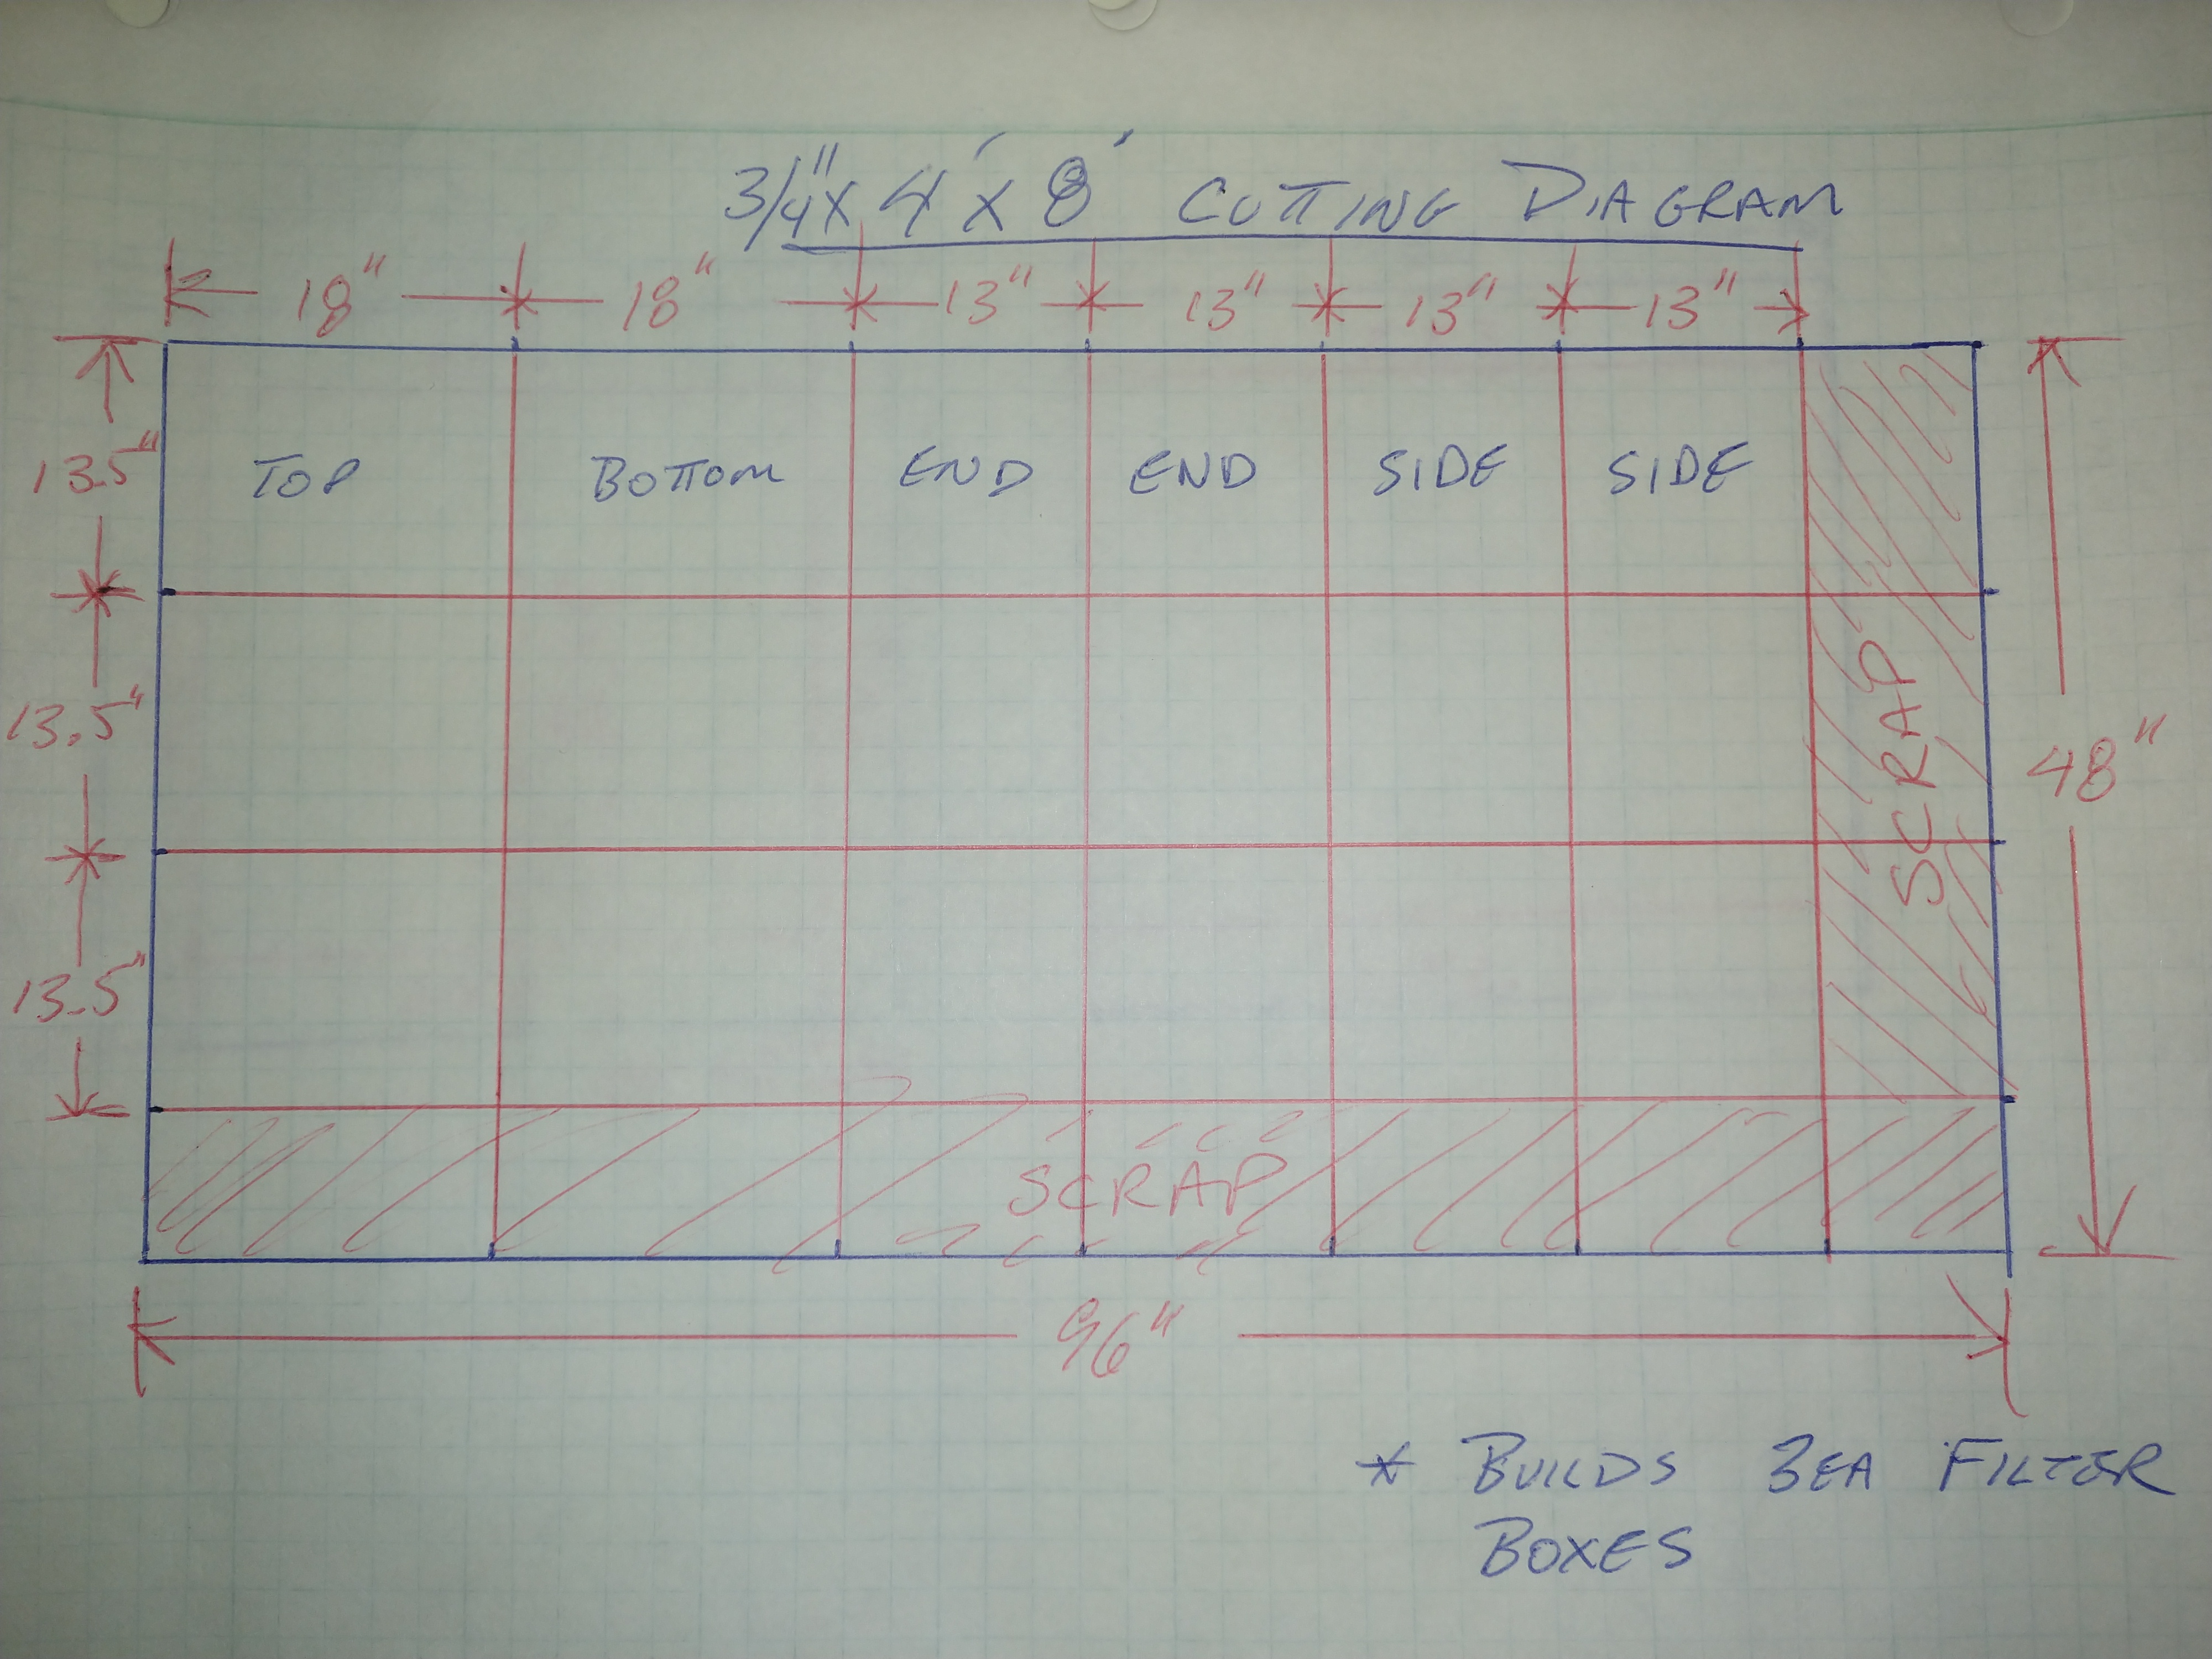 3/4" x 4' x 8' CUTTING DIAGRAM
18" 18" 13" 13" 13" 13"
13.5"
TOP BOTTOM END END SIDE SIDE
13.5"
SCRAP
48"
13.5"
SCRAP
96"
* BUILDS 3EA FILTER
BOXES